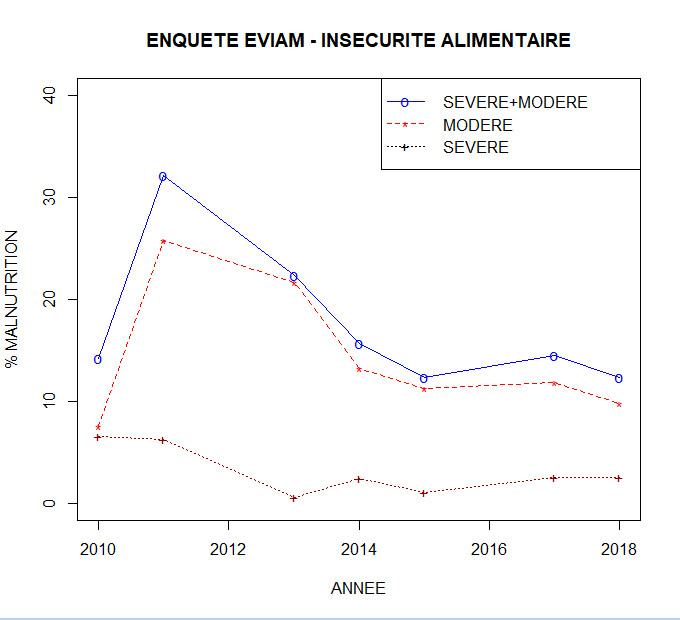 ENQUETE EVIAM - INSECURITE ALIMENTAIRE
SEVERE+MODERE
MODERE
SEVERE
% MALNUTRITION
40
30
20
10
0
2010 2012 2014 2016 2018
ANNEE